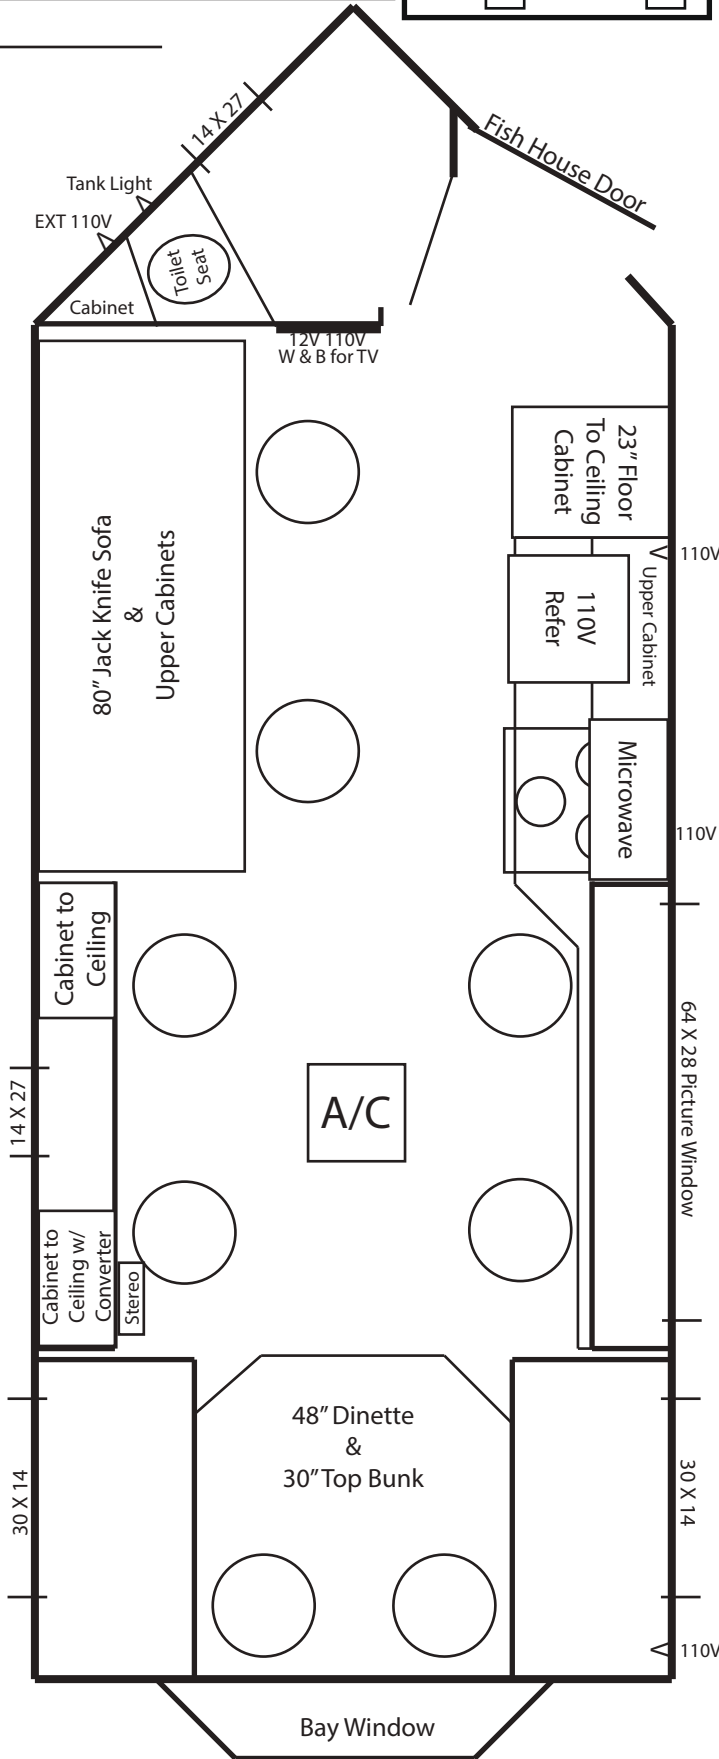 14 X 27
Fish House Door
Tank Light
EXT 110V
Toilet
Seat
Cabinet
12V 110V
W & B for TV
23" Floor
To Ceiling
Cabinet
110V
Upper Cabinet
110V
Refer
80" Jack Knife Sofa
&
Upper Cabinets
Microwave
110V
Cabinet to
Ceiling
64 X 28 Picture Window
14 X 27
A/C
Cabinet to
Ceiling w/
Converter
Stereo
48" Dinette
&
30" Top Bunk
30 X 14
30 X 14
110V
Bay Window